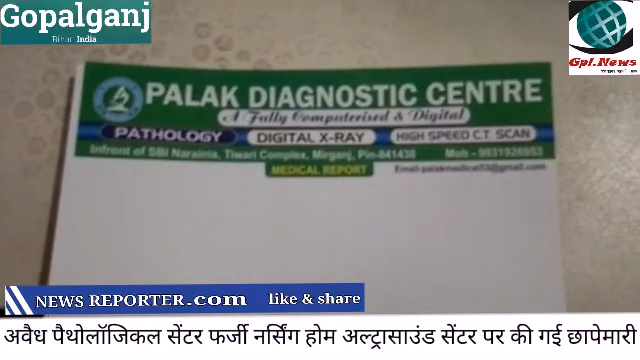 Gopalganj
Bihar India
Gpl.News
PALAK DIAGNOSTIC CENTRE
A Fully Computerised & Digital
PATHOLOGY DIGITAL X-RAY HIGH SPEED C.T. SCAN
Infront of SBI Narainia, Tiwari Complex, Mirganj, Pin-841438 Mob - 9931926953
MEDICAL REPORT Email-palakmedical53@gmail.com
NEWS REPORTER.com like & share
अवैध पैथोलॉजिकल सेंटर फर्जी नर्सिंग होम अल्ट्रासाउंड सेंटर पर की गई छापेमारी